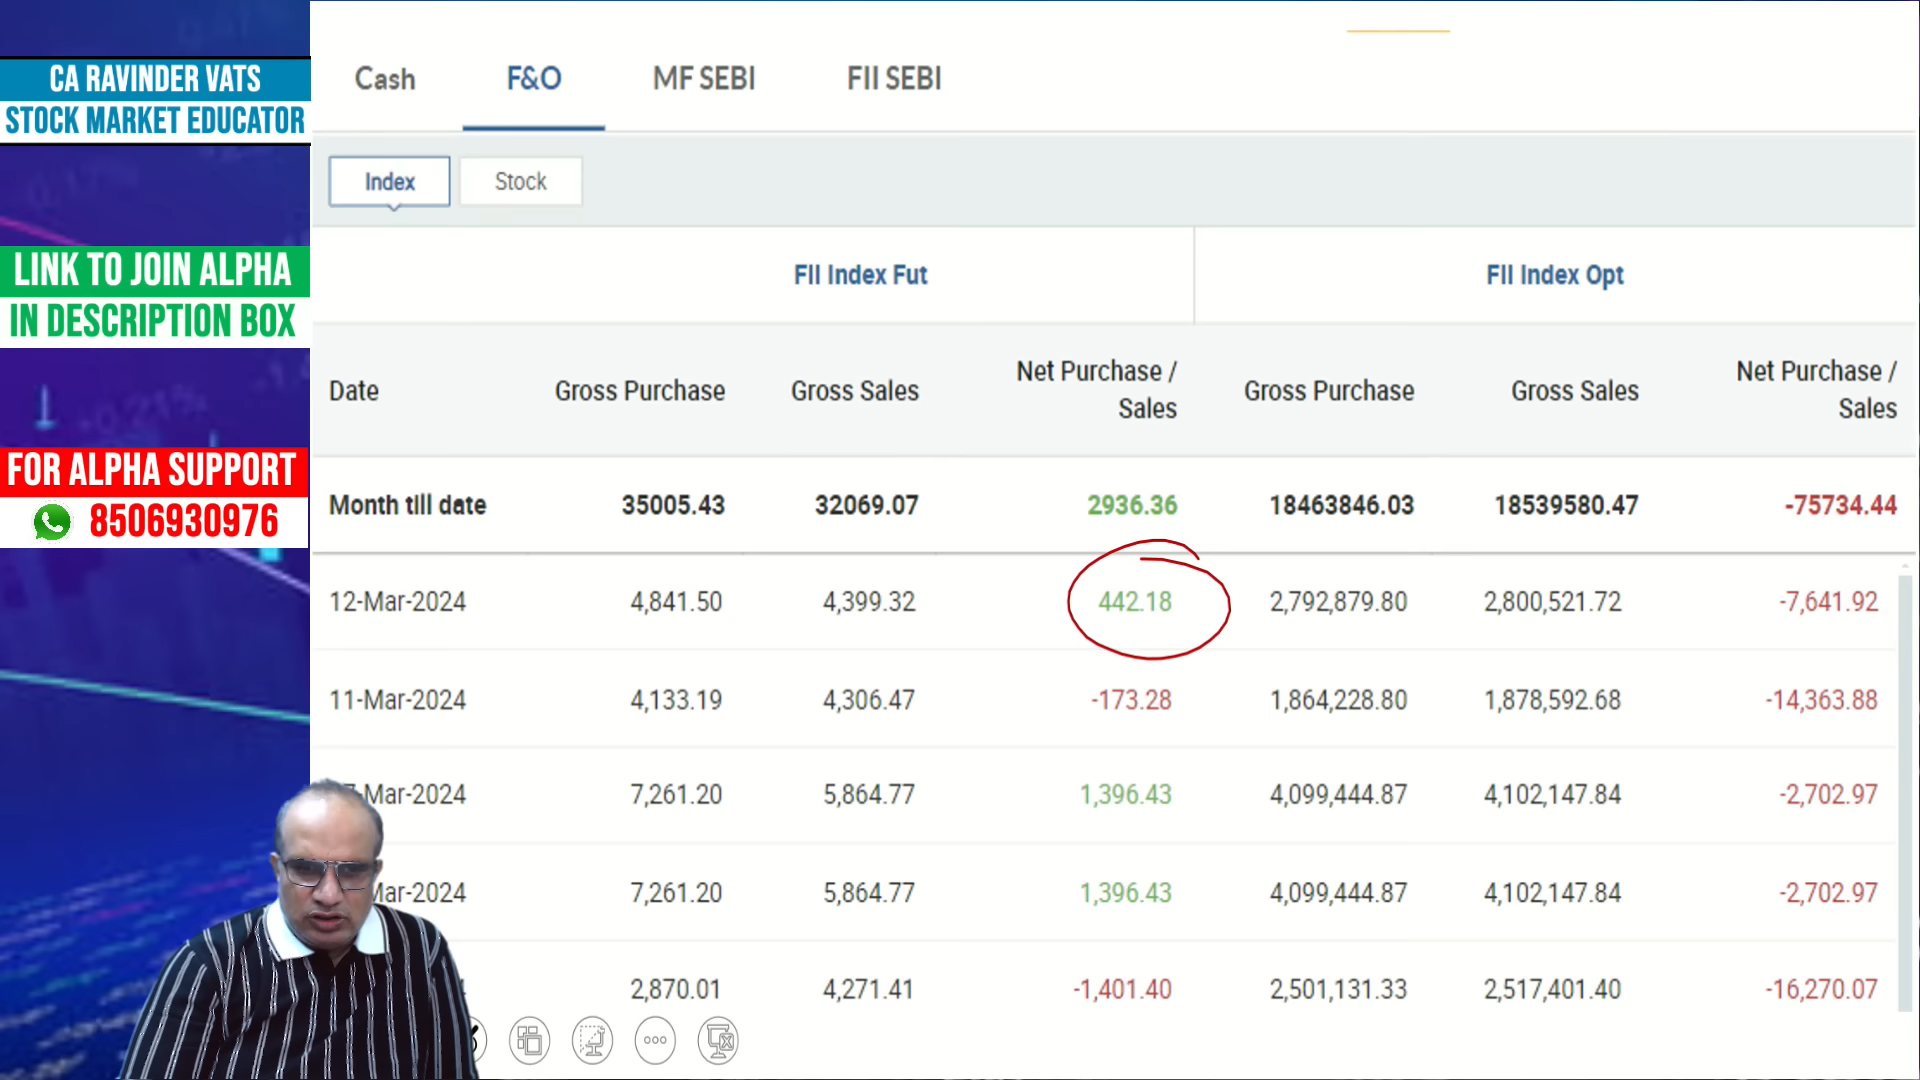 CA RAVINDER VATS
STOCK MARKET EDUCATOR
LINK TO JOIN ALPHA
IN DESCRIPTION BOX
FOR ALPHA SUPPORT
8506930976
Cash F&O MF SEBI FII SEBI
Index Stock
FII Index Fut FII Index Opt
Date Gross Purchase Gross Sales Net Purchase / Sales Gross Purchase Gross Sales Net Purchase / Sales
Month till date 35005.43 32069.07 2936.36 18463846.03 18539580.47 -75734.44
12-Mar-2024 4,841.50 4,399.32 442.18 2,792,879.80 2,800,521.72 -7,641.92
11-Mar-2024 4,133.19 4,306.47 -173.28 1,864,228.80 1,878,592.68 -14,363.88
-Mar-2024 7,261.20 5,864.77 1,396.43 4,099,444.87 4,102,147.84 -2,702.97
Mar-2024 7,261.20 5,864.77 1,396.43 4,099,444.87 4,102,147.84 -2,702.97
2,870.01 4,271.41 -1,401.40 2,501,131.33 2,517,401.40 -16,270.07